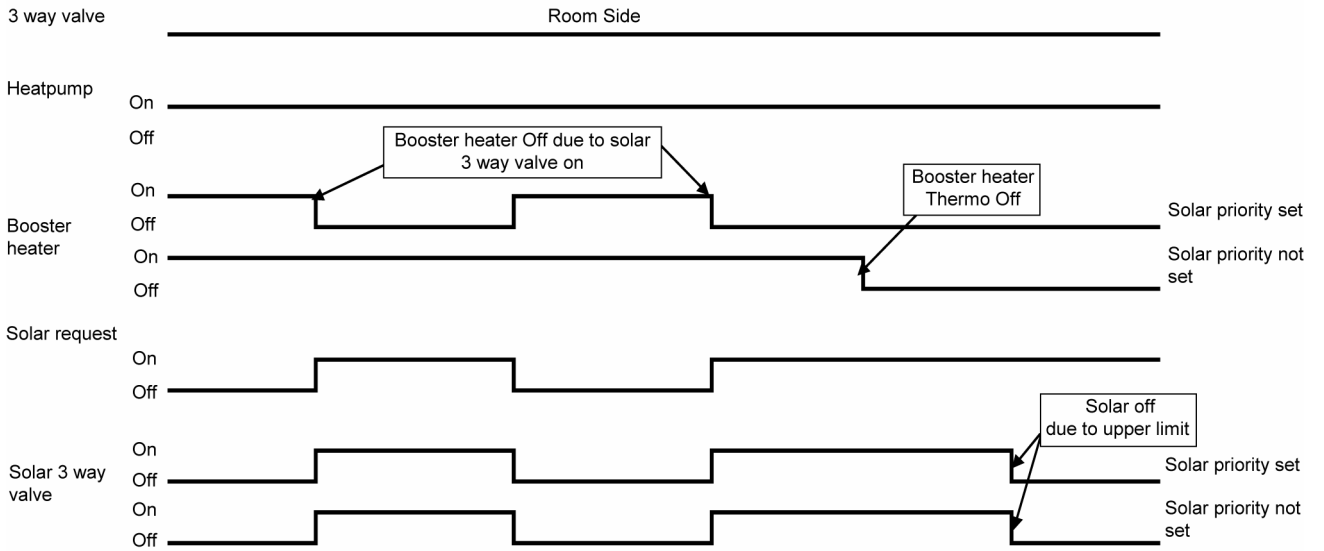 3 way valve
Room Side
Heatpump
On
Off
Booster heater Off due to solar
3 way valve on
Booster heater
Thermo Off
Booster
heater
On
Off
Solar priority set
On
Off
Solar priority not
set
Solar request
On
Off
Solar off
due to upper limit
Solar 3 way
valve
On
Off
Solar priority set
On
Off
Solar priority not
set